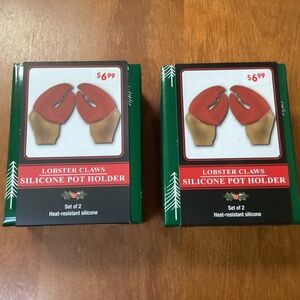 $6.99
LOBSTER CLAWS
SILICONE POT HOLDER
Set of 2
Heat-resistant silicone
$6.99
LOBSTER CLAWS
SILICONE POT HOLDER
Set of 2
Heat-resistant silicone